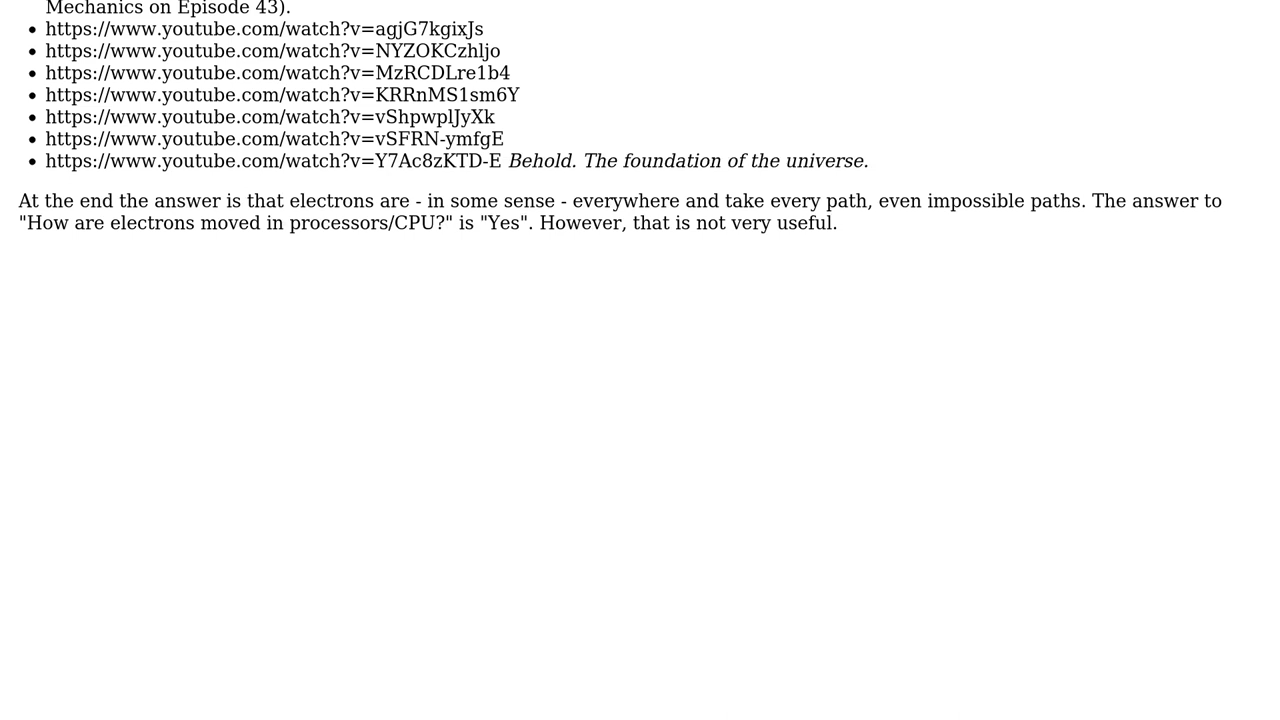 Mechanics on Episode 43).
https://www.youtube.com/watch?v=agjG7kgixJs
https://www.youtube.com/watch?v=NYZOKCzhljo
https://www.youtube.com/watch?v=MzRCDLre1b4
https://www.youtube.com/watch?v=KRRnMS1sm6Y
https://www.youtube.com/watch?v=vShpwplJyXk
https://www.youtube.com/watch?v=vSFRN-ymfgE
https://www.youtube.com/watch?v=Y7Ac8zKTD-E Behold. The foundation of the universe.
At the end the answer is that electrons are - in some sense - everywhere and take every path, even impossible paths. The answer to
"How are electrons moved in processors/CPU?" is "Yes". However, that is not very useful.